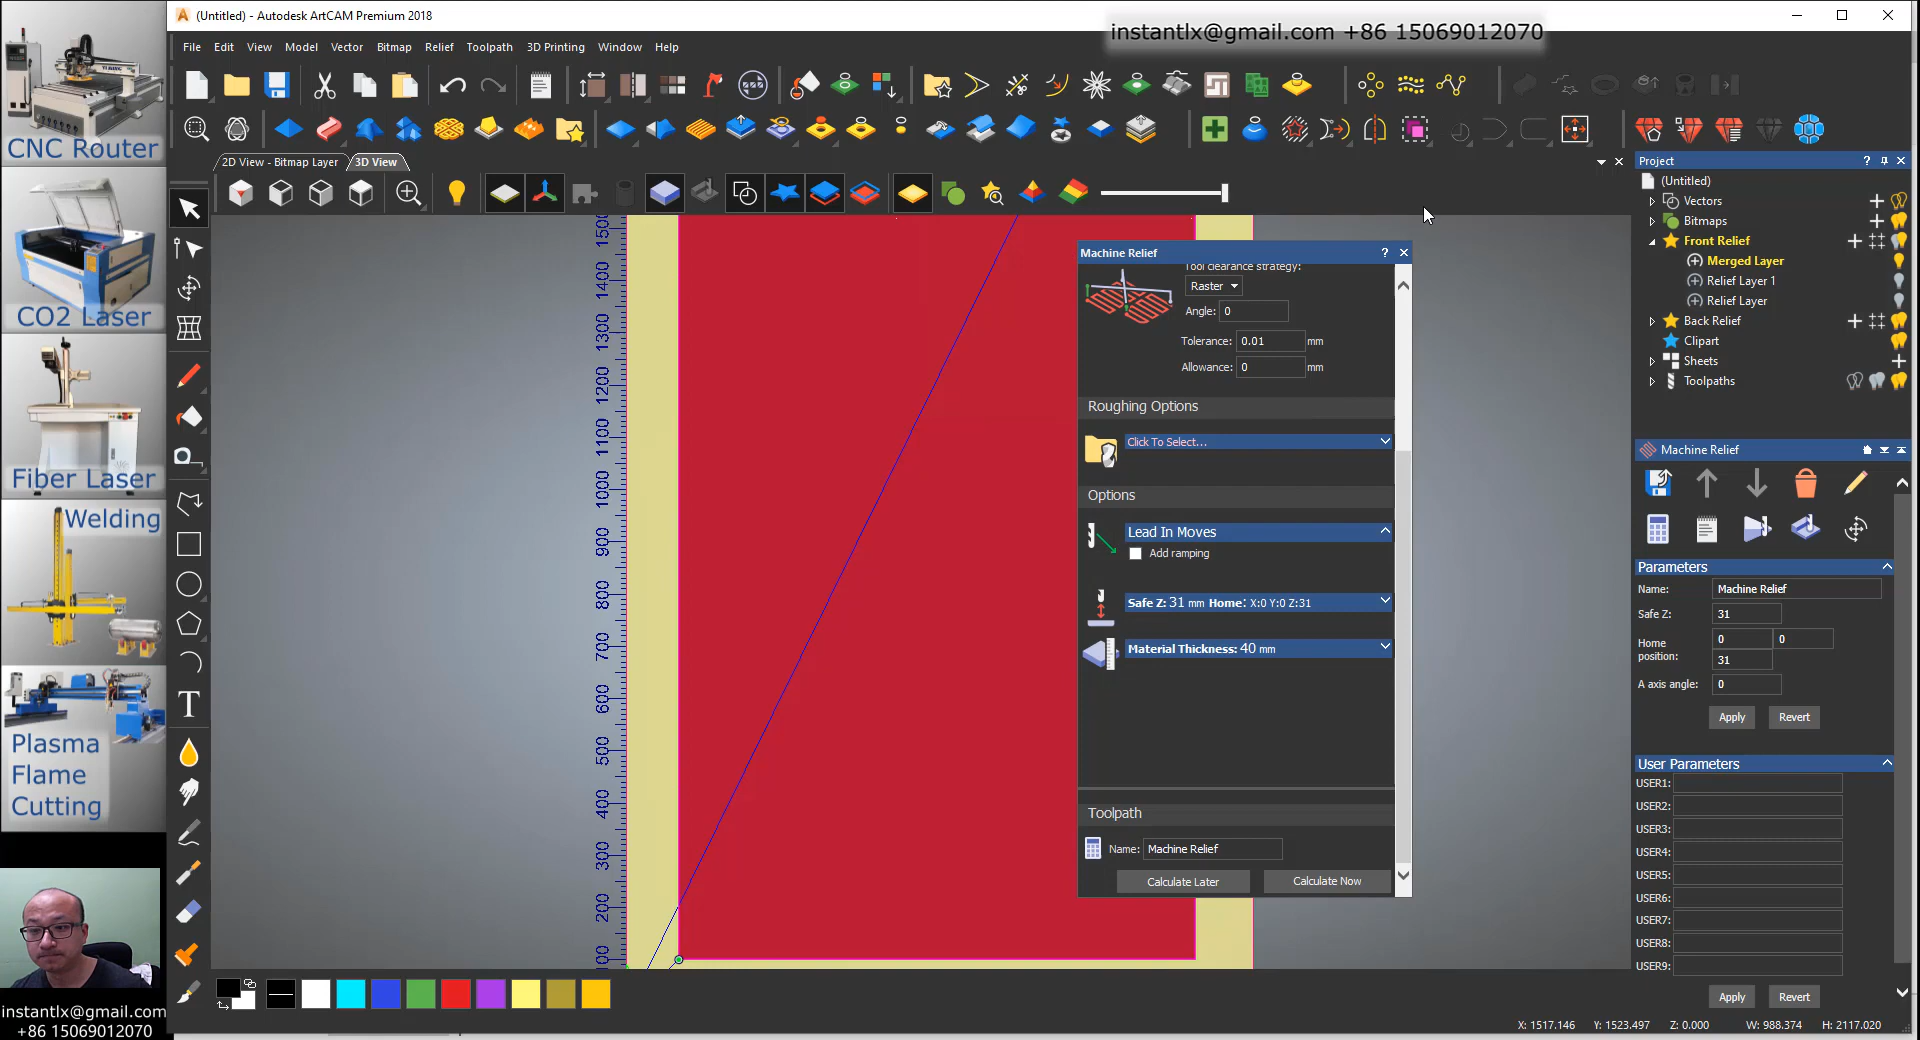 (Untitled) - Autodesk ArtCAM Premium 2018
instantlx@gmail.com +86 15069012070
File Edit View Model Vector Bitmap Relief Toolpath 3D Printing Window Help
CNC Router
CO2 Laser
Fiber Laser
Welding
Plasma
Flame
Cutting
instantlx@gmail.com
+86 15069012070
2D View - Bitmap Layer 3D View
1500
1400
1300
1200
1100
1000
900
800
700
600
500
400
300
200
100
Machine Relief ?
Tool clearance strategy:
Raster
Angle: 0
Tolerance: 0.01 mm
Allowance: 0 mm
Roughing Options
Click To Select...
Options
Lead In Moves
Add ramping
Safe Z: 31 mm Home: X:0 Y:0 Z:31
Material Thickness: 40 mm
Toolpath
Name: Machine Relief
Calculate Later Calculate Now
Project ?
(Untitled)
Vectors
Bitmaps
Front Relief
Merged Layer
Relief Layer 1
Relief Layer
Back Relief
Clipart
Sheets
Toolpaths
Machine Relief
Parameters
Name: Machine Relief
Safe Z: 31
Home position: 0 0
31
A axis angle: 0
Apply Revert
User Parameters
USER1:
USER2:
USER3:
USER4:
USER5:
USER6:
USER7:
USER8:
USER9:
Apply Revert
X: 1517.146 Y: 1523.497 Z: 0.000 W: 988.374 H: 2117.020